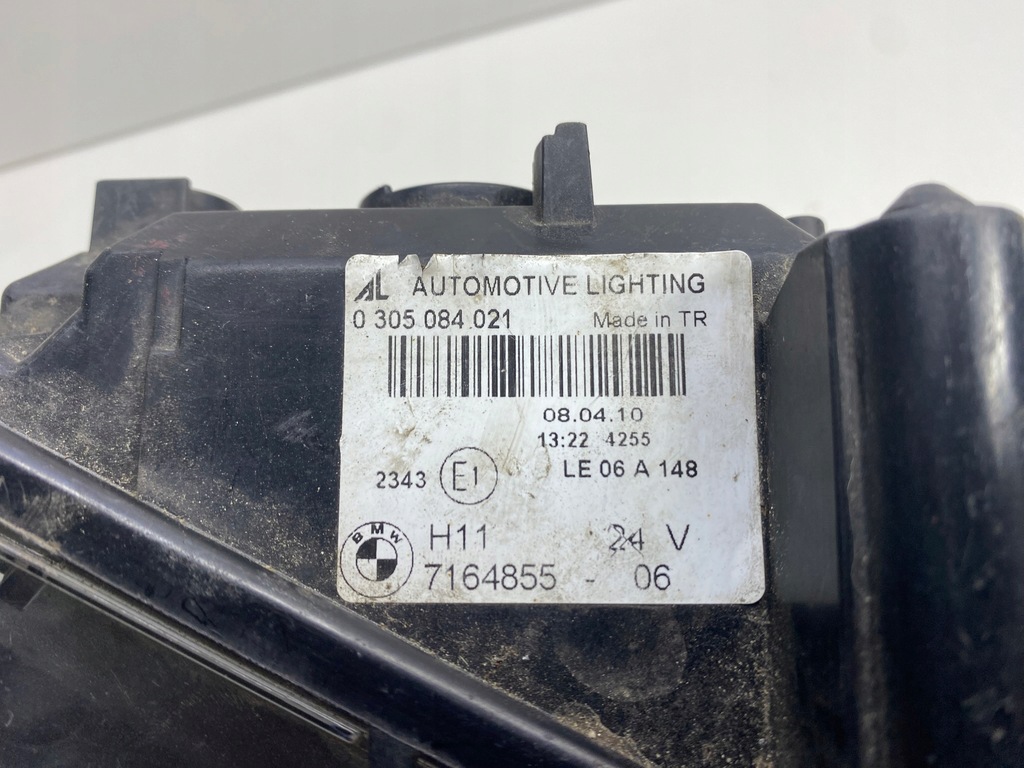 AL AUTOMOTIVE LIGHTING
0 305 084 021 Made in TR
08.04.10
13:22 4255
2343 E1 LE 06 A 148
BMW H11 24 V
7164855 - 06